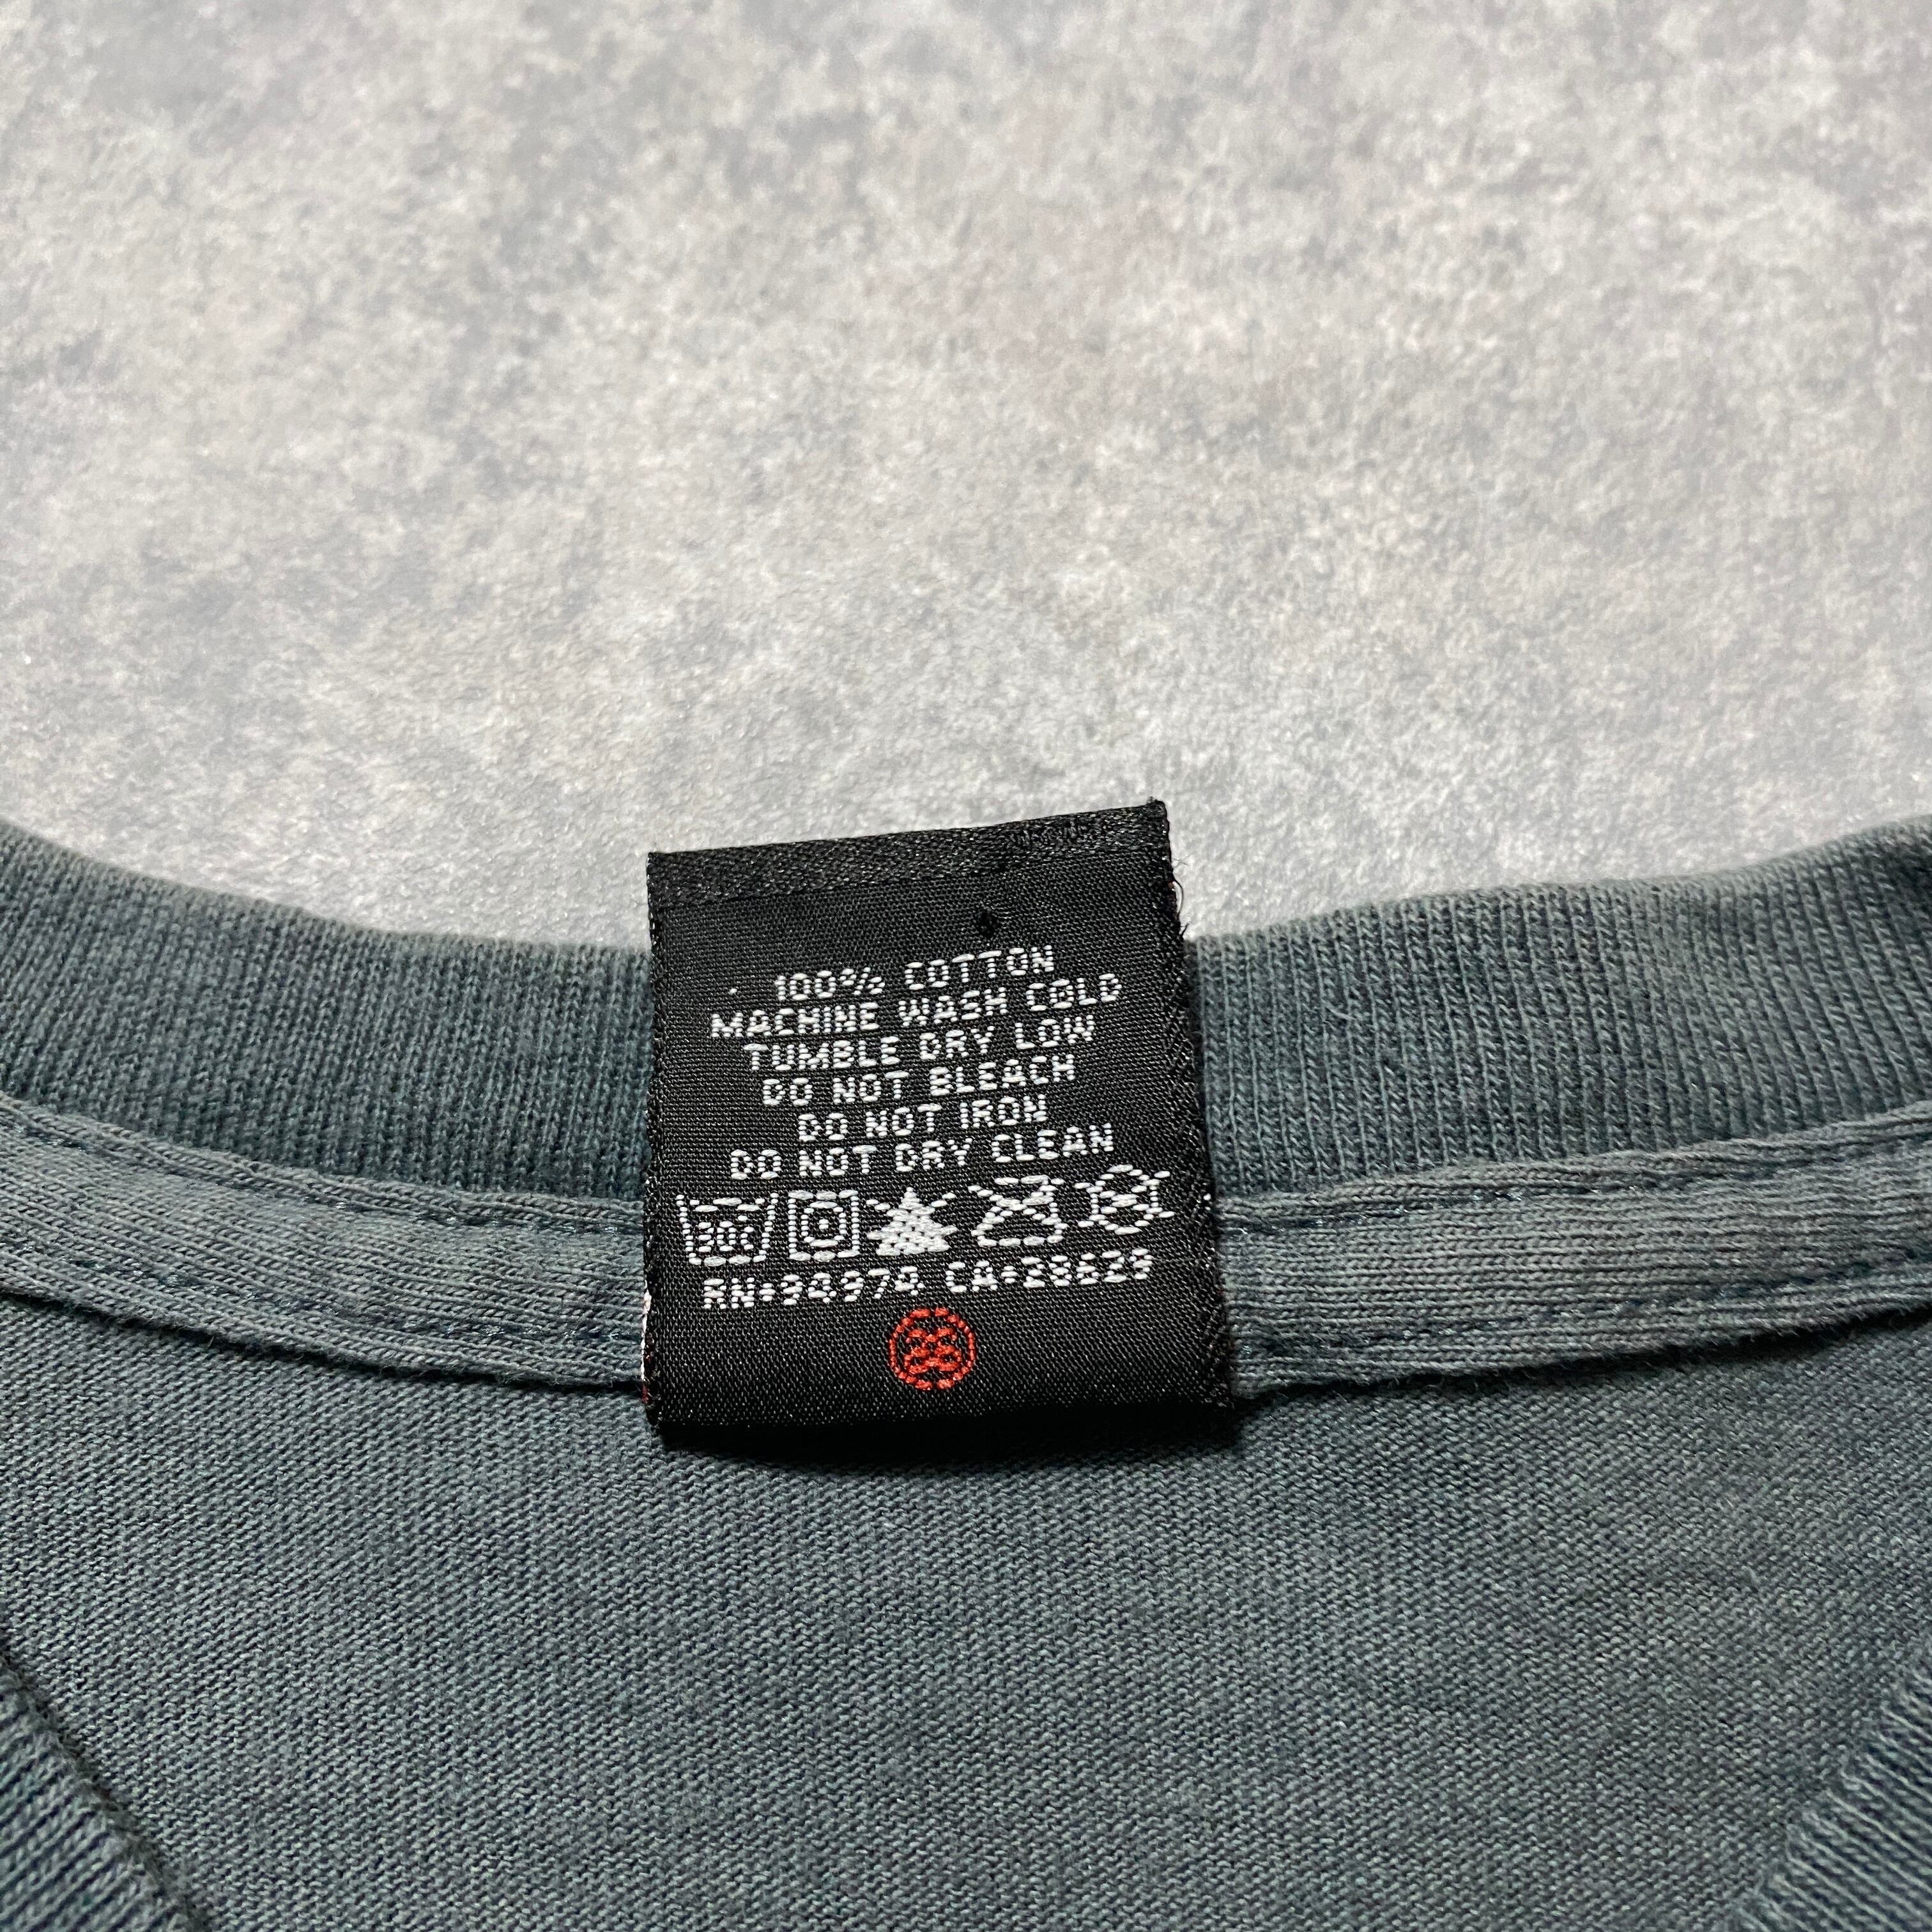 100% COTTON
MACHINE WASH COLD
TUMBLE DRY LOW
DO NOT BLEACH
DO NOT IRON
DO NOT DRY CLEAN
30c
RN#94974 CA#28629